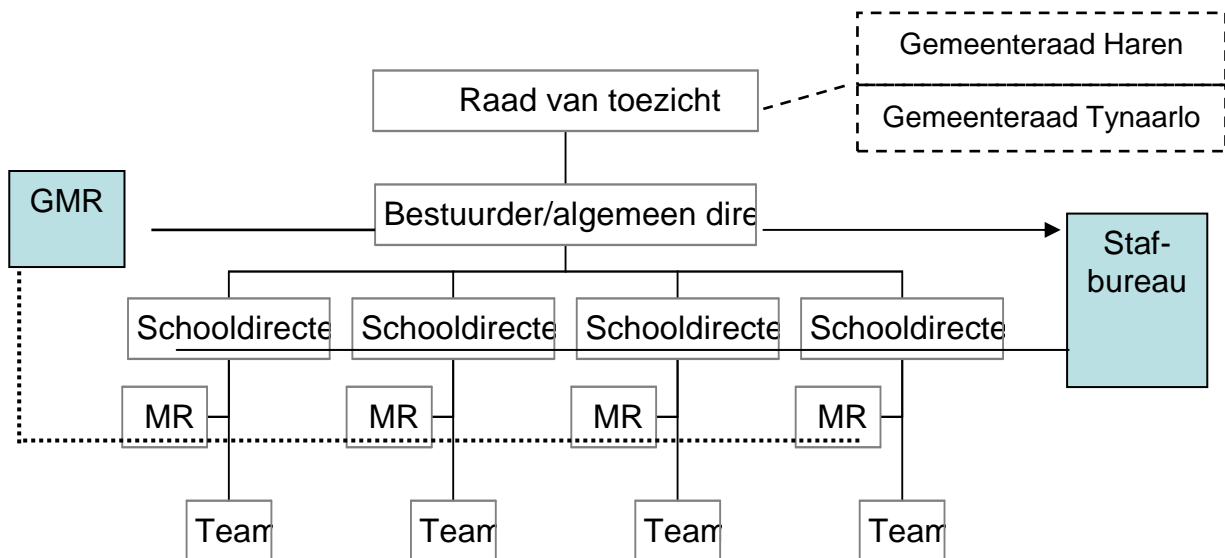 Gemeenteraad Haren
Raad van toezicht
Gemeenteraad Tynaarlo
GMR
Bestuurder/algemeen dire
Staf-
bureau
Schooldirecte
Schooldirecte
Schooldirecte
Schooldirecte
MR
MR
MR
MR
Team
Team
Team
Team